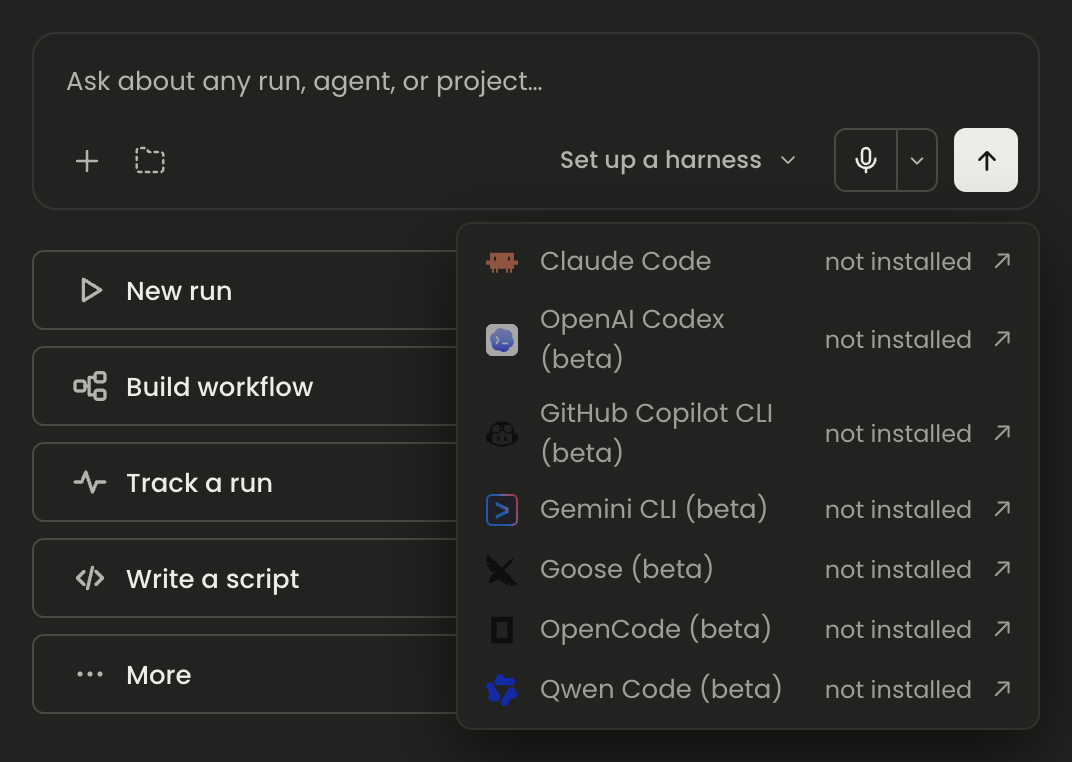 Ask about any run, agent, or project...
Set up a harness
New run
Build workflow
Track a run
Write a script
More
Claude Code not installed
OpenAI Codex
(beta) not installed
GitHub Copilot CLI
(beta) not installed
Gemini CLI (beta) not installed
Goose (beta) not installed
OpenCode (beta) not installed
Qwen Code (beta) not installed